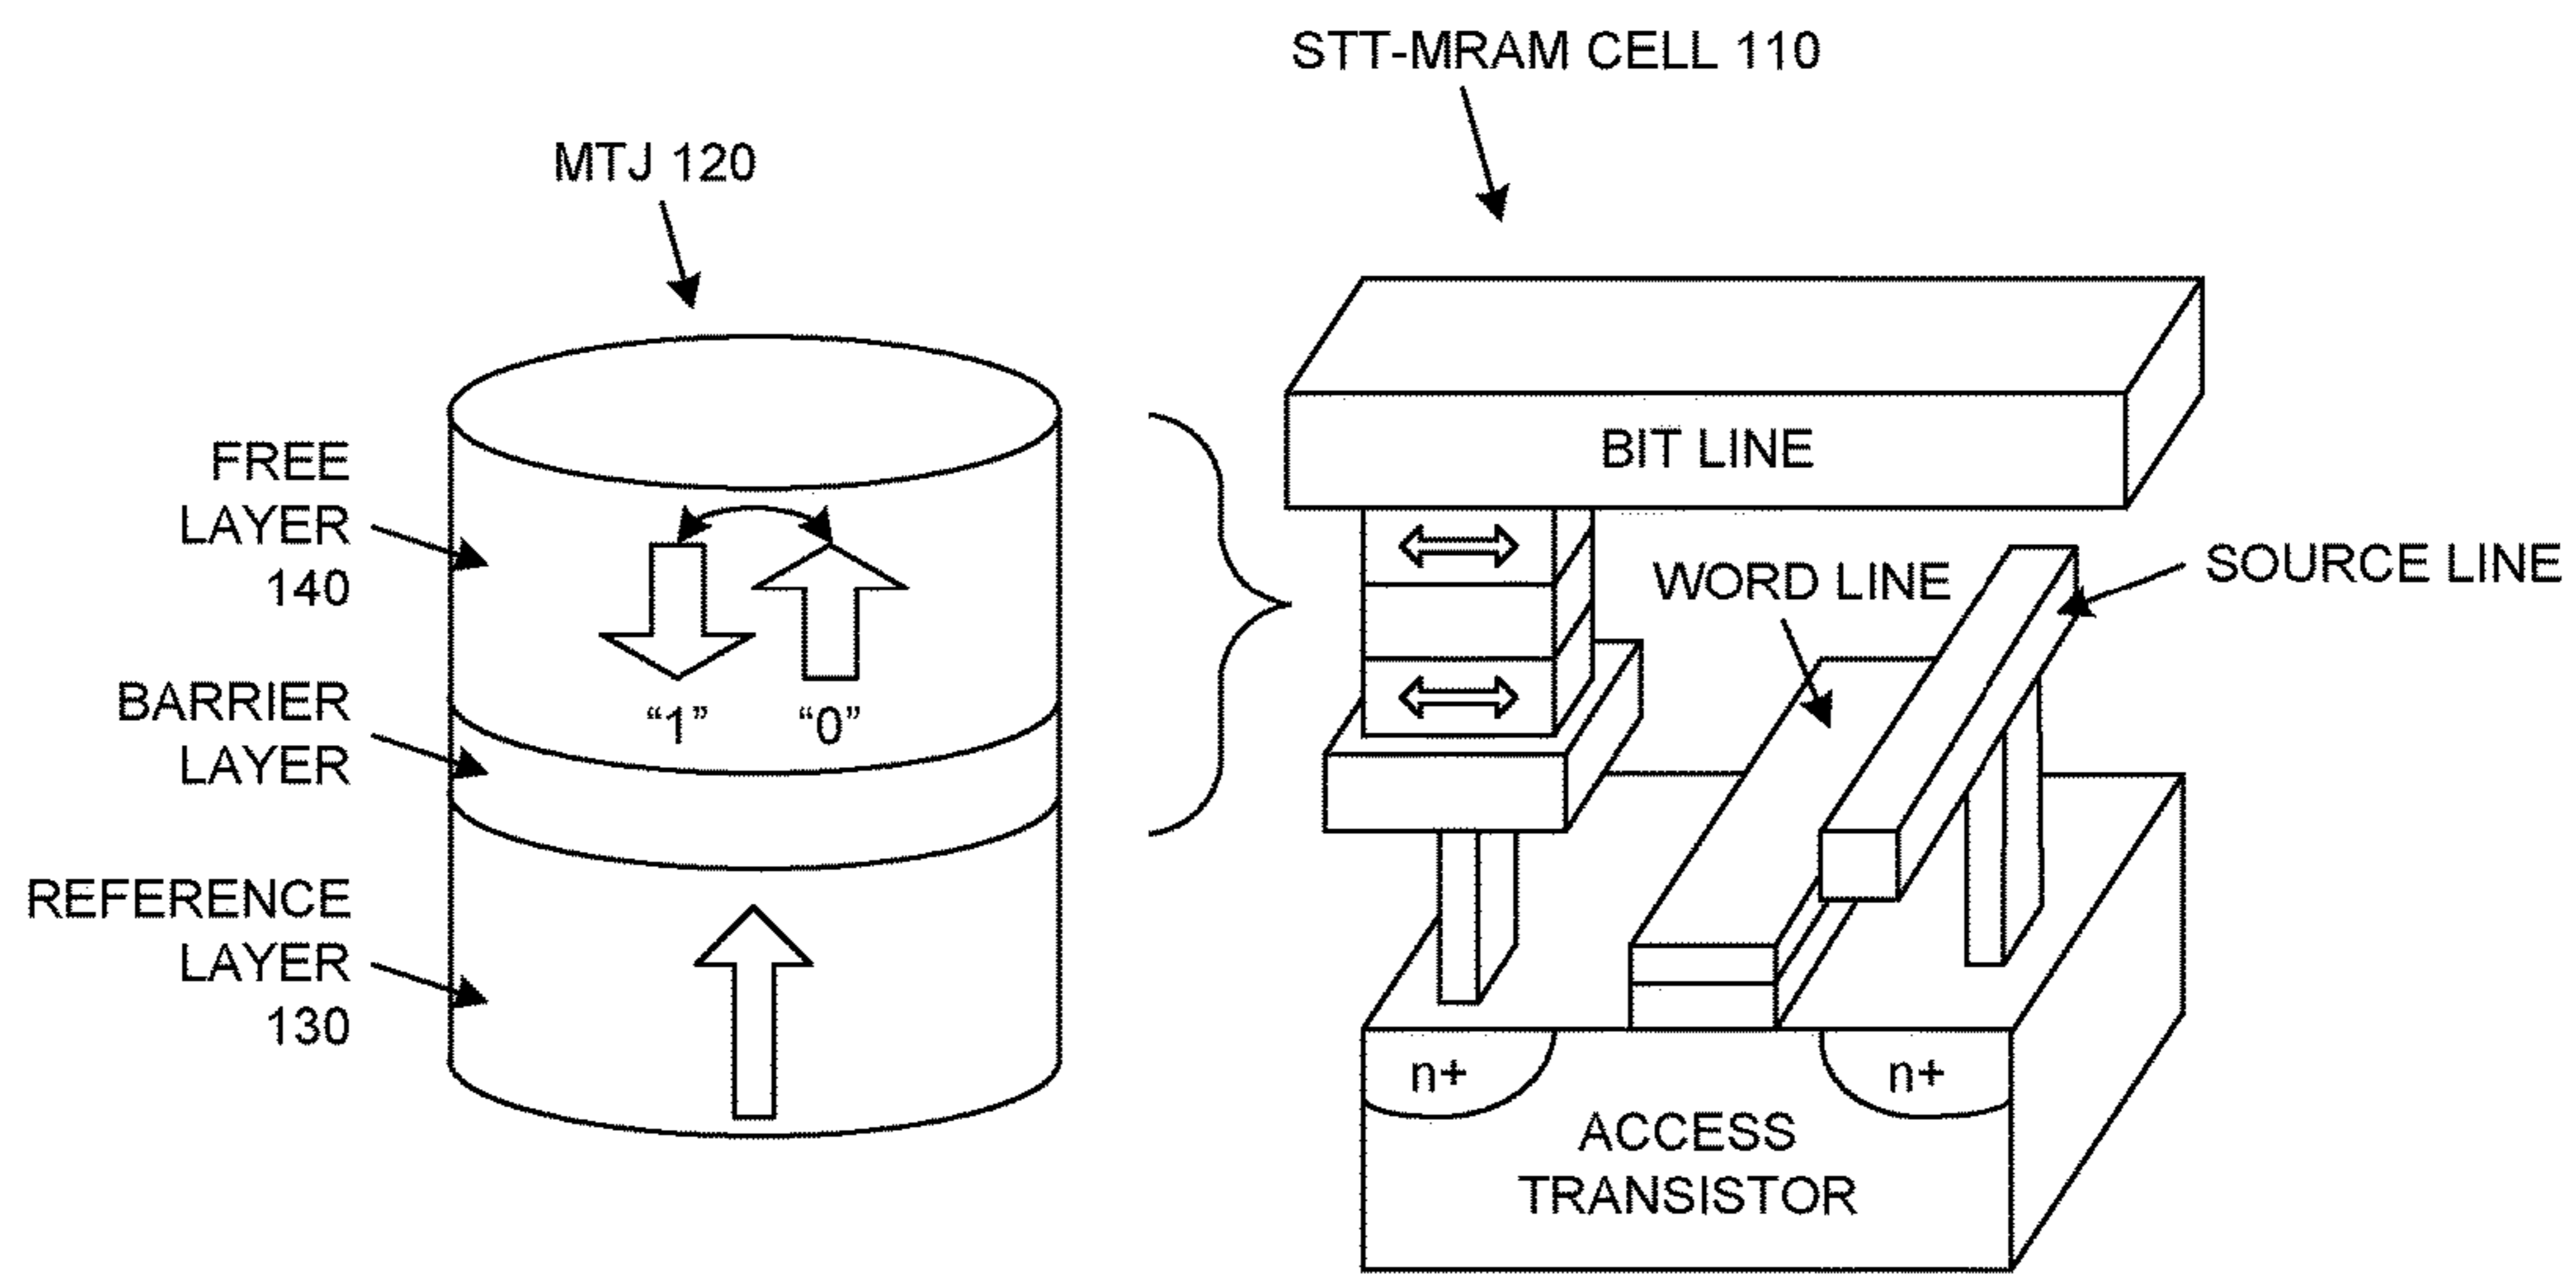 STT-MRAM CELL 110
MTJ 120
FREE
LAYER
140
BARRIER
LAYER
REFERENCE
LAYER
130
“1”
“0”
BIT LINE
WORD LINE
SOURCE LINE
n+
n+
ACCESS
TRANSISTOR